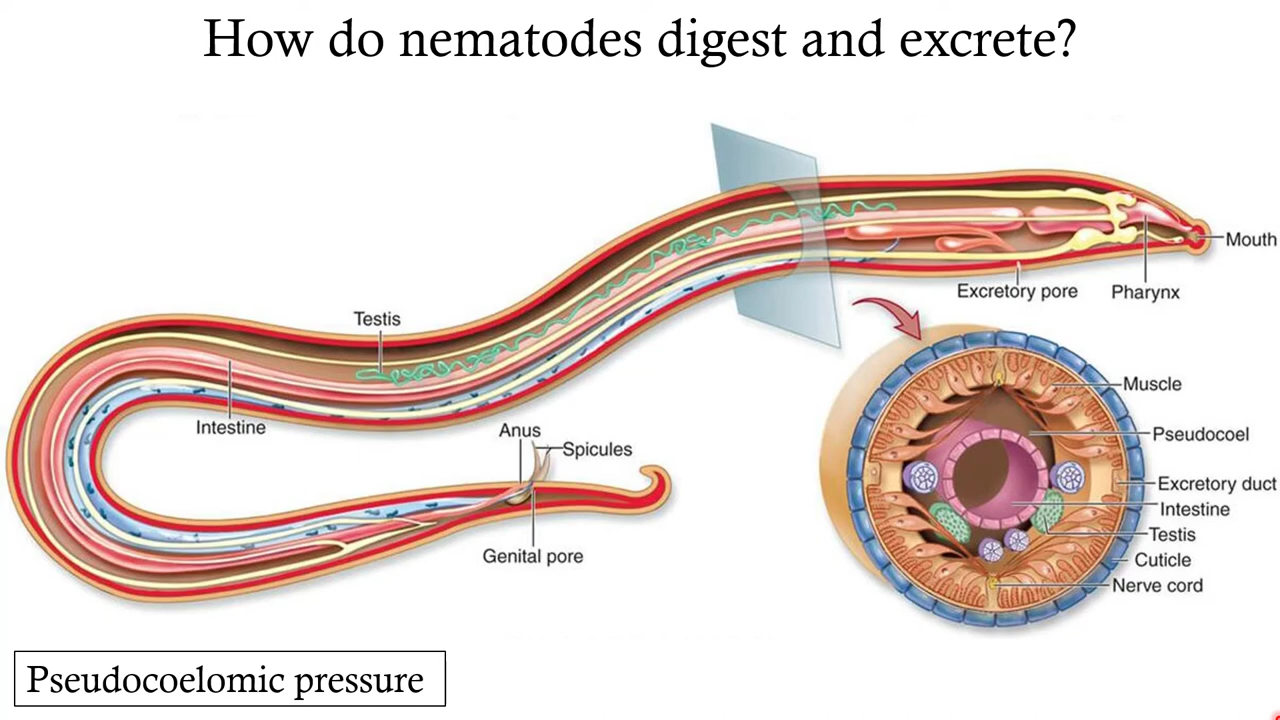 How do nematodes digest and excrete?
Mouth
Excretory pore
Pharynx
Testis
Intestine
Anus
Spicules
Genital pore
Muscle
Pseudocoel
Excretory duct
Intestine
Testis
Cuticle
Nerve cord
Pseudocoelomic pressure